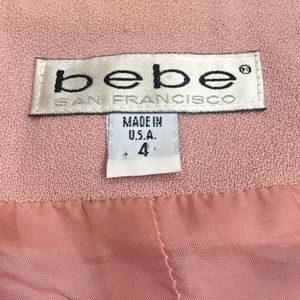 bebe
SAN FRANCISCO
MADE IN
U.S.A.
4